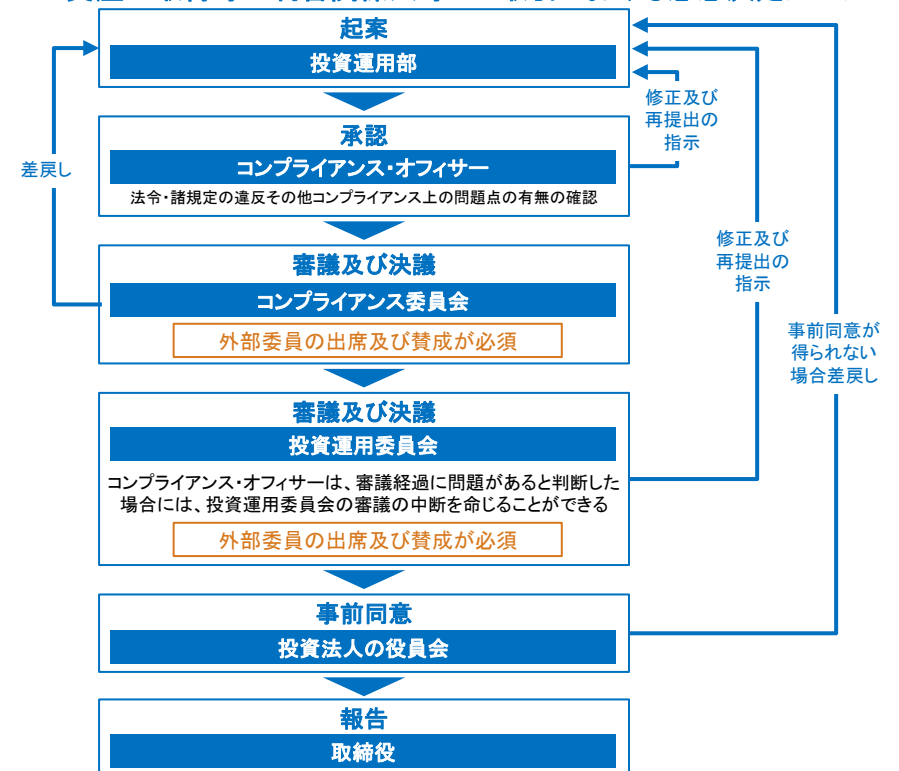 起案
投資運用部
修正及び
再提出の
指示
承認
コンプライアンス・オフィサー
法令・諸規定の違反その他コンプライアンス上の問題点の有無の確認
差戻し
審議及び決議
コンプライアンス委員会
外部委員の出席及び賛成が必須
修正及び
再提出の
指示
事前同意が
得られない
場合差戻し
審議及び決議
投資運用委員会
コンプライアンス・オフィサーは、審議経過に問題があると判断した
場合には、投資運用委員会の審議の中断を命じることができる
外部委員の出席及び賛成が必須
事前同意
投資法人の役員会
報告
取締役